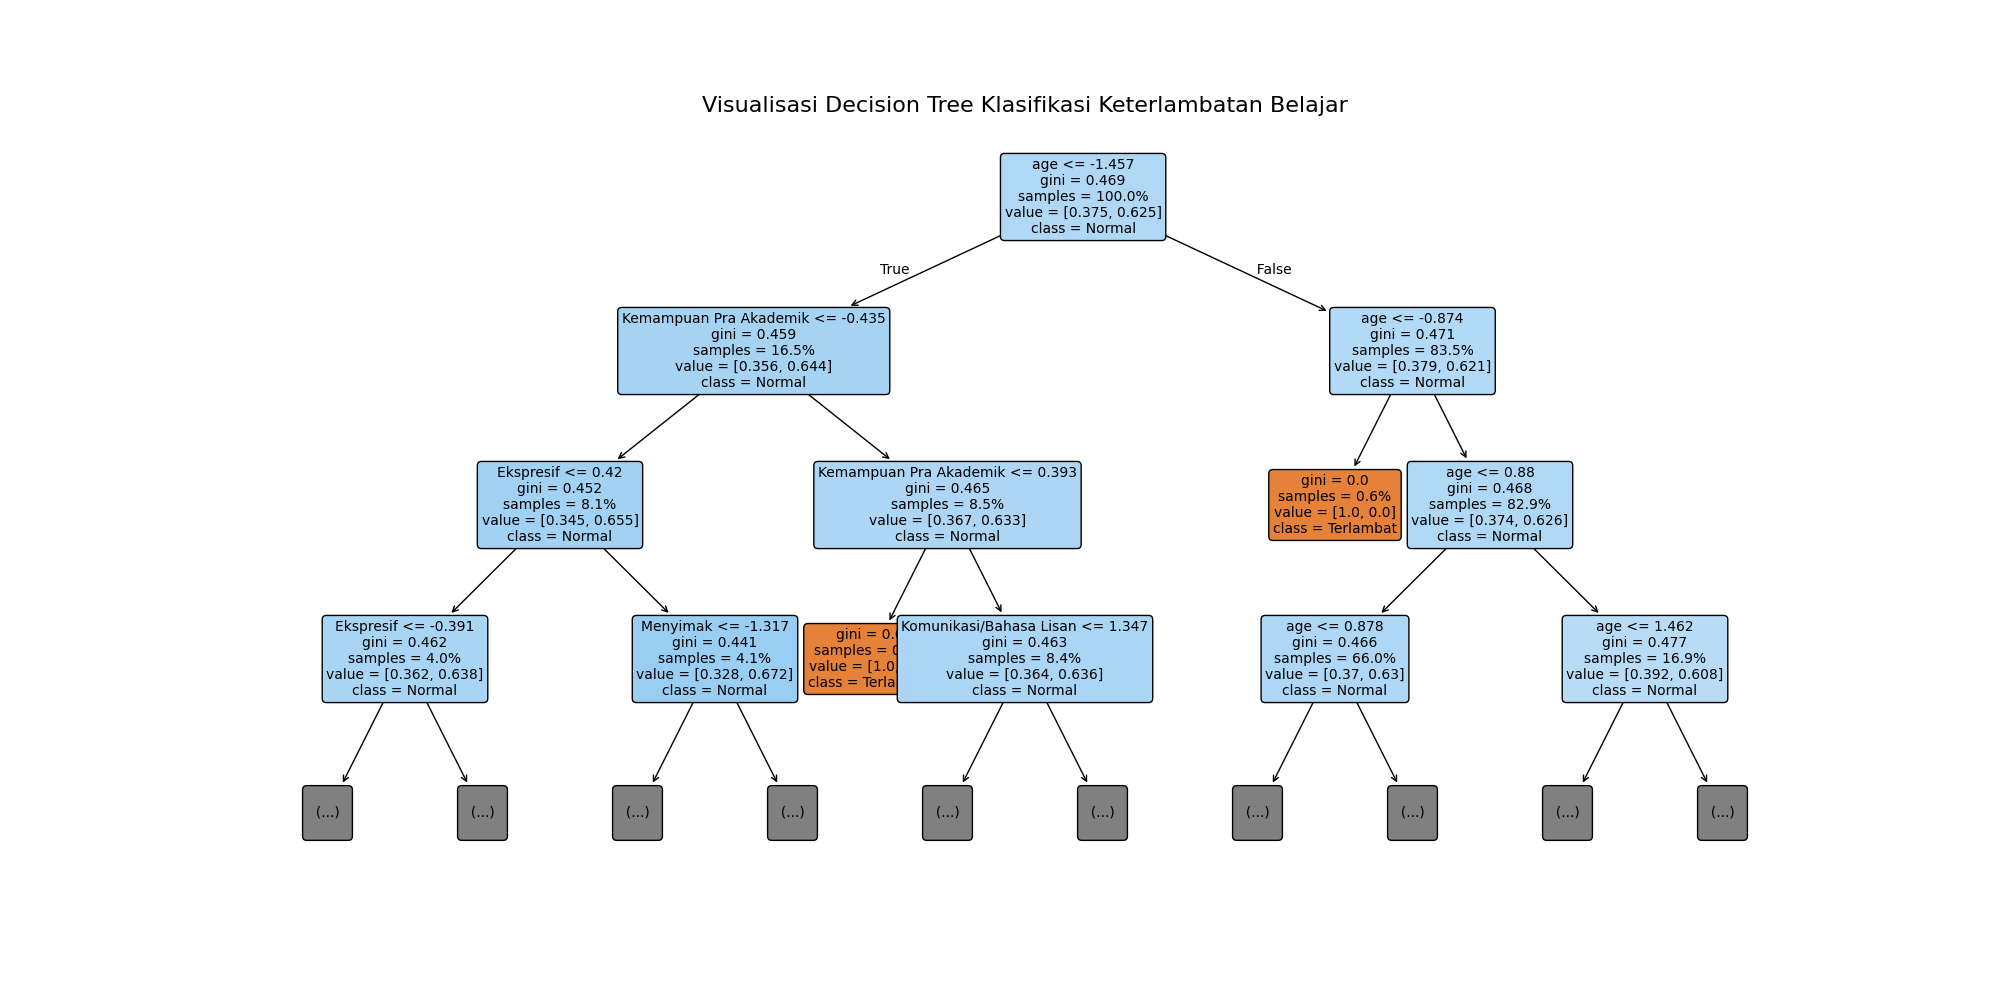 Visualisasi Decision Tree Klasifikasi Keterlambatan Belajar
age <= -1.457
gini = 0.469
samples = 100.0%
value = [0.375, 0.625]
class = Normal
True
False
Kemampuan Pra Akademik <= -0.435
gini = 0.459
samples = 16.5%
value = [0.356, 0.644]
class = Normal
age <= -0.874
gini = 0.471
samples = 83.5%
value = [0.379, 0.621]
class = Normal
Ekspresif <= 0.42
gini = 0.452
samples = 8.1%
value = [0.345, 0.655]
class = Normal
Kemampuan Pra Akademik <= 0.393
gini = 0.465
samples = 8.5%
value = [0.367, 0.633]
class = Normal
gini = 0.0
samples = 0.6%
value = [1.0, 0.0]
class = Terlambat
age <= 0.88
gini = 0.468
samples = 82.9%
value = [0.374, 0.626]
class = Normal
Ekspresif <= -0.391
gini = 0.462
samples = 4.0%
value = [0.362, 0.638]
class = Normal
Menyimak <= -1.317
gini = 0.441
samples = 4.1%
value = [0.328, 0.672]
class = Normal
gini =
samples =
value = [1.0,
class =
Komunikasi/Bahasa Lisan <= 1.347
gini = 0.463
samples = 8.4%
value = [0.364, 0.636]
class = Normal
age <= 0.878
gini = 0.466
samples = 66.0%
value = [0.37, 0.63]
class = Normal
age <= 1.462
gini = 0.477
samples = 16.9%
value = [0.392, 0.608]
class = Normal
(...)
(...)
(...)
(...)
(...)
(...)
(...)
(...)
(...)
(...)